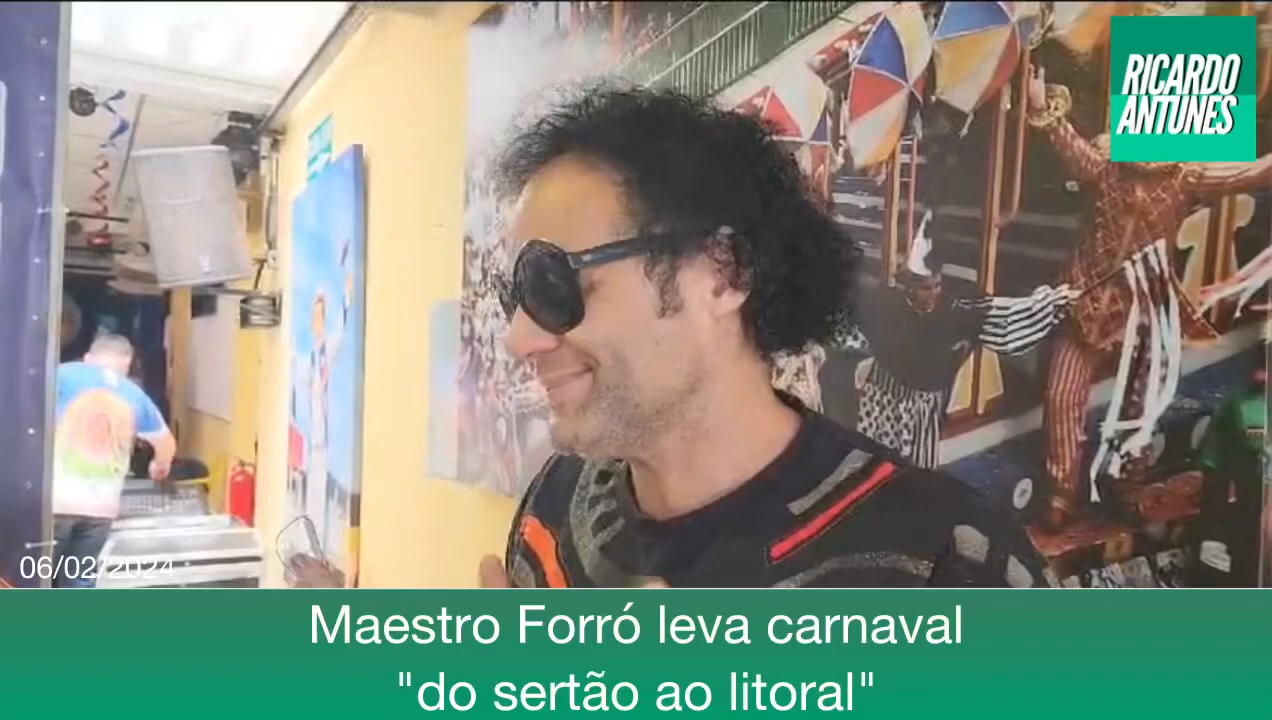 RICARDO
ANTUNES
06/02/2024
Maestro Forró leva carnaval
"do sertão ao litoral"